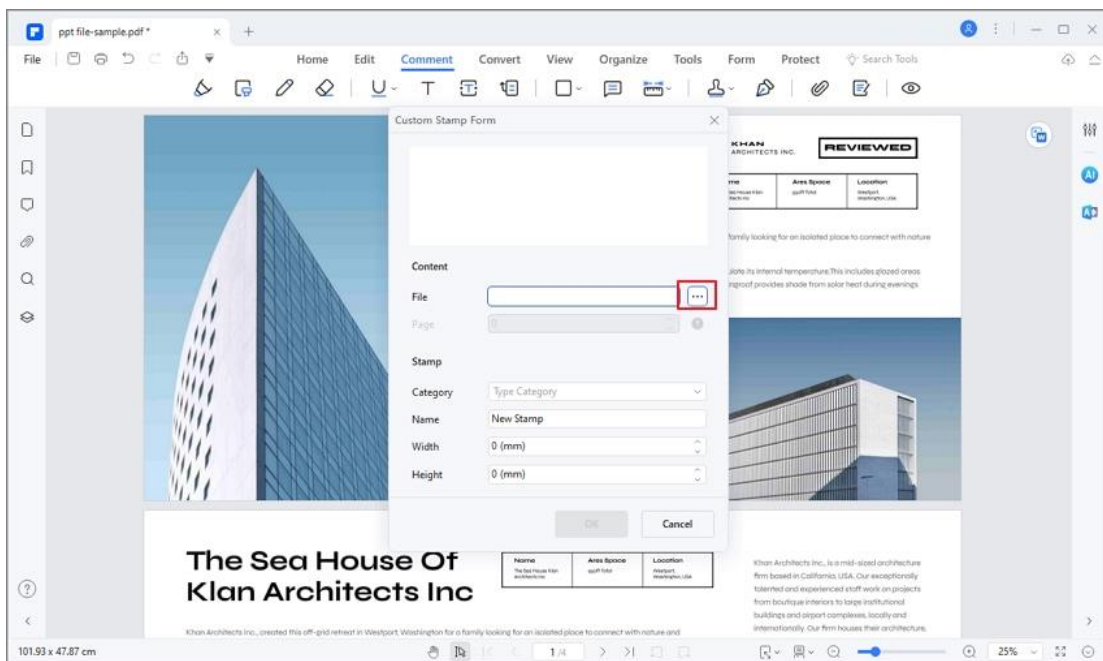 ppt file-sample.pdf *
File
Home Edit Comment Convert View Organize Tools Form Protect Search Tools
Custom Stamp Form
KHAN
ARCHITECTS INC.
REVIEWED
Area Space
Location
family looking for an isolated place to connect with nature
ulate its internal temperature. This includes glazed areas
ngroof provides shade from solar heat during evenings
Content
File
Page 0
Stamp
Category Type Category
Name New Stamp
Width 0 (mm)
Height 0 (mm)
OK Cancel
The Sea House Of
Klan Architects Inc
Name
Area Space
Location
Khan Architects Inc., created this off-grid retreat in Westport, Washington for a family looking for an isolated place to connect with nature and
Khan Architects Inc., is a mid-sized architecture
firm based in California, USA. Our exceptionally
talented and experienced staff work on projects
from boutique interiors to large institutional
buildings and airport complexes, locally and
internationally. Our firm houses their architecture,
101.93 x 47.87 cm
1 /4
25%